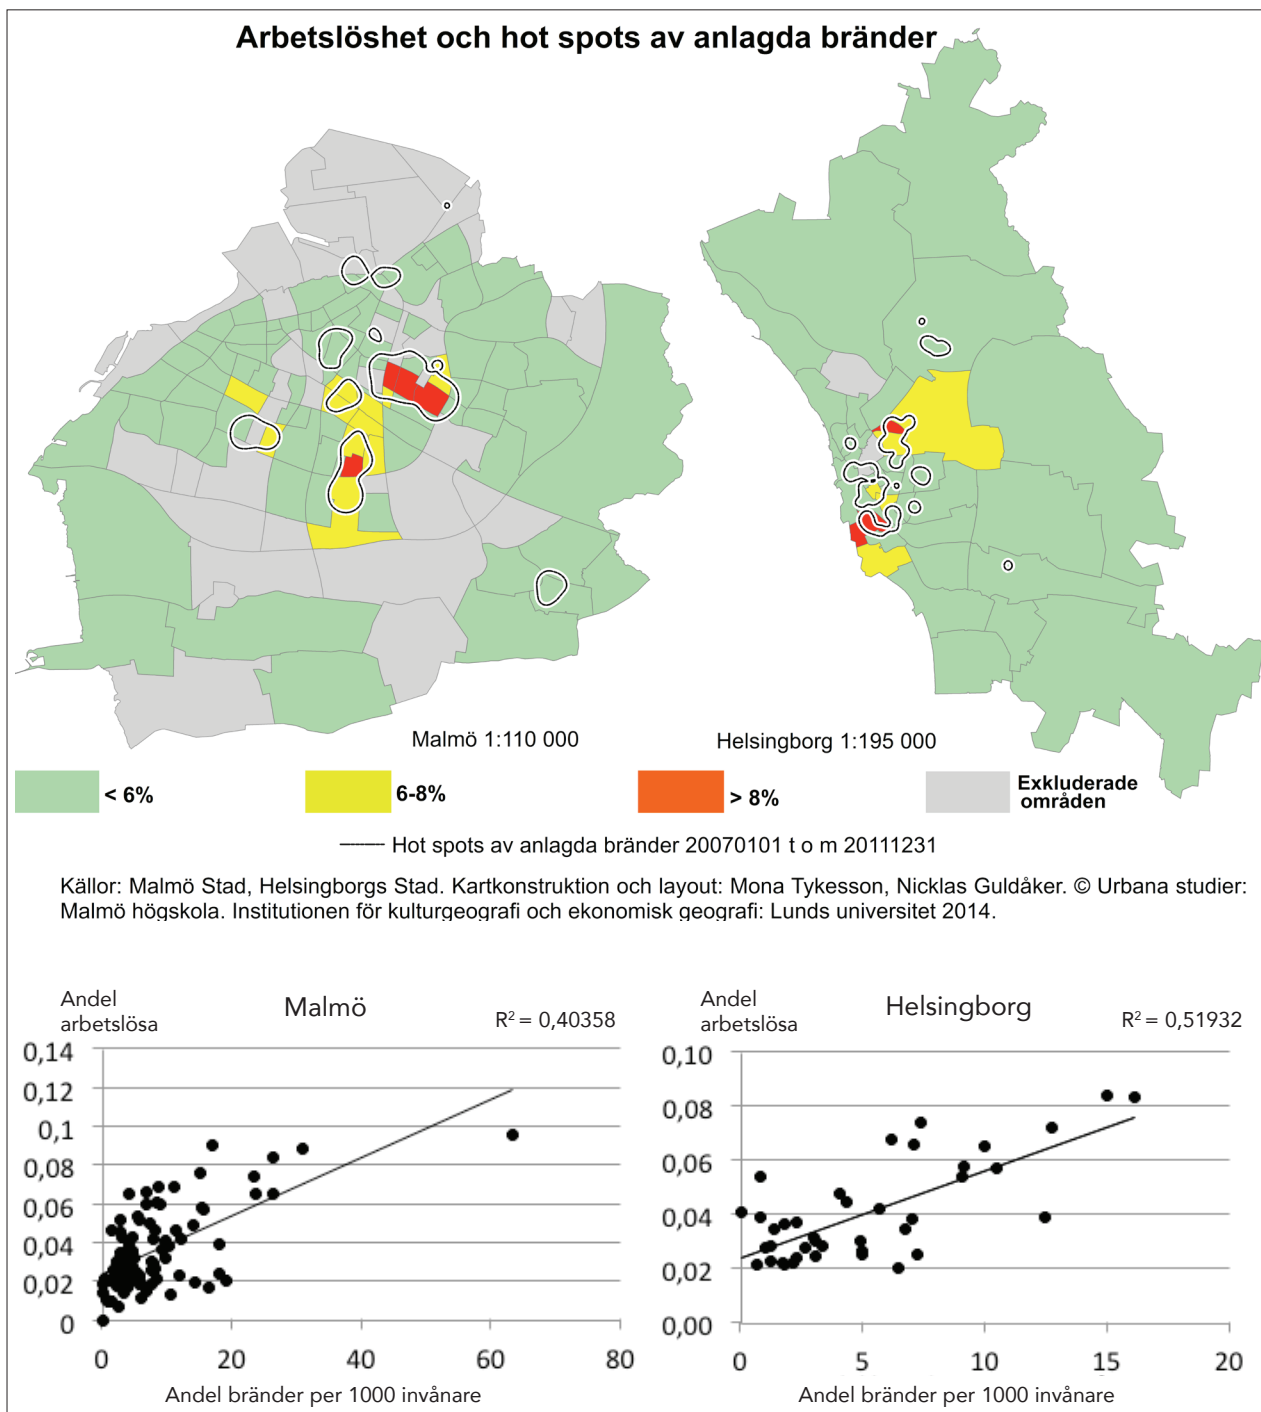 Arbetslöshet och hot spots av anlagda bränder
Malmö 1:110 000
Helsingborg 1:195 000
< 6%
6-8%
> 8%
Exkluderade
områden
Hot spots av anlagda bränder 20070101 t o m 20111231
Källor: Malmö Stad, Helsingborgs Stad. Kartkonstruktion och layout: Mona Tykesson, Nicklas Guldåker. © Urbana studier:
Malmö högskola. Institutionen för kulturgeografi och ekonomisk geografi: Lunds universitet 2014.
Andel
arbetslösa
Malmö
R² = 0,40358
0,14
0,12
0,1
0,08
0,06
0,04
0,02
0
0 20 40 60 80
Andel bränder per 1000 invånare
Andel
arbetslösa
Helsingborg
R² = 0,51932
0,10
0,08
0,06
0,04
0,02
0,00
0 5 10 15 20
Andel bränder per 1000 invånare